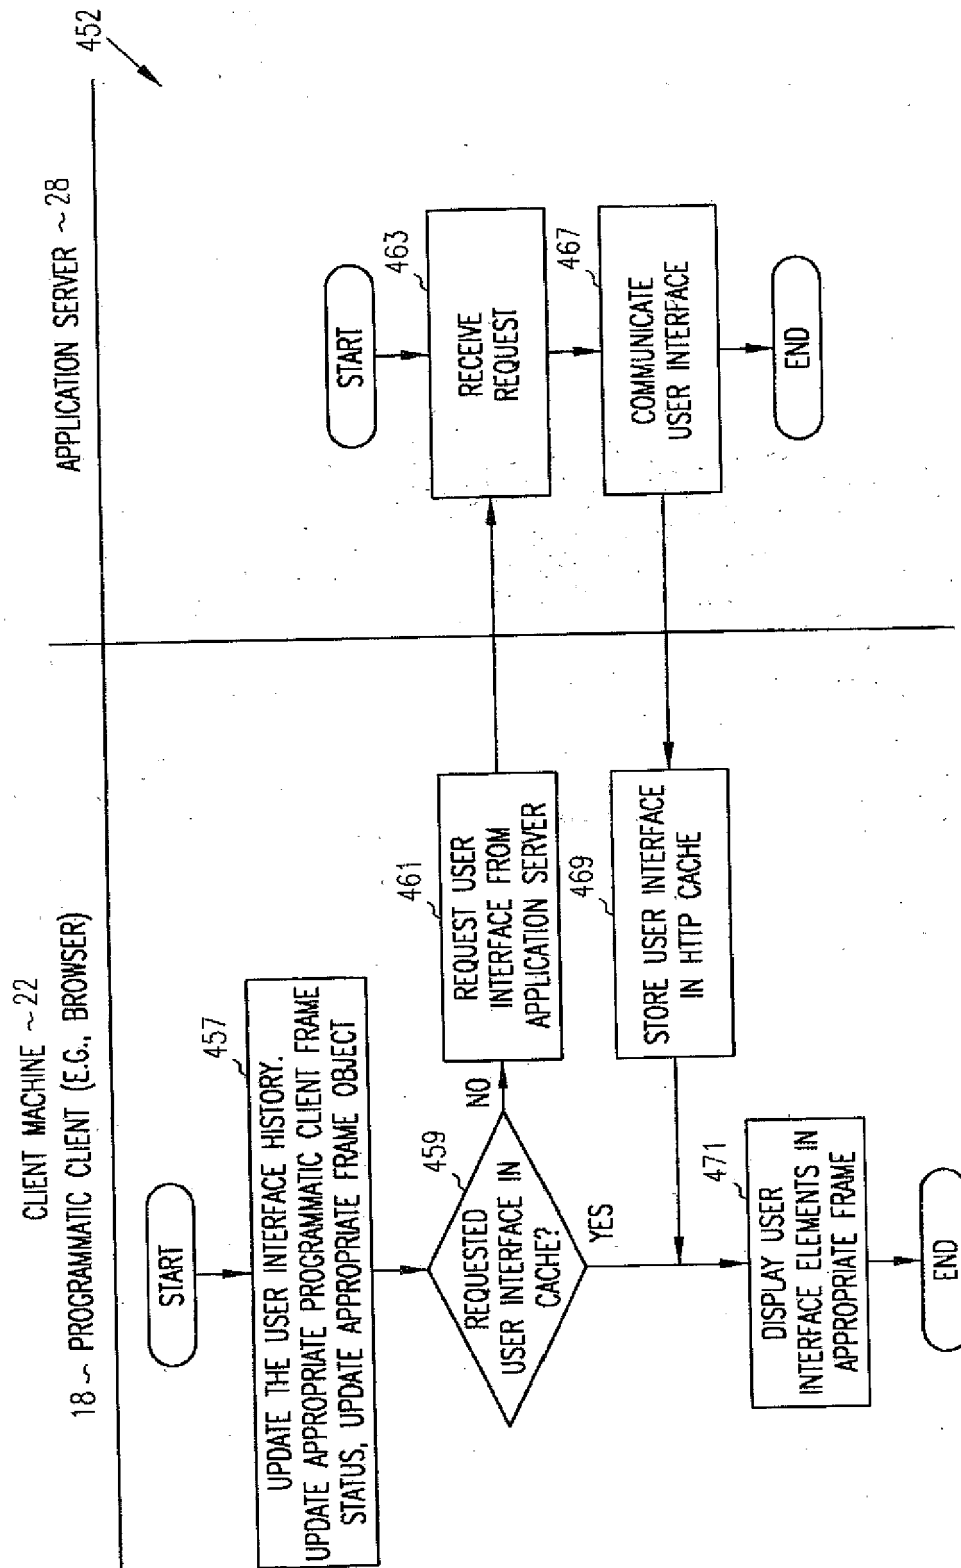 452
CLIENT MACHINE ~22
18~ PROGRAMMATIC CLIENT (E.G., BROWSER)
APPLICATION SERVER ~28
START
457
UPDATE THE USER INTERFACE HISTORY.
UPDATE APPROPRIATE PROGRAMMATIC CLIENT FRAME
STATUS, UPDATE APPROPRIATE FRAME OBJECT
459
REQUESTED
USER INTERFACE IN
CACHE?
NO
YES
461
REQUEST USER
INTERFACE FROM
APPLICATION SERVER
START
463
RECEIVE
REQUEST
467
COMMUNICATE
USER INTERFACE
END
469
STORE USER INTERFACE
IN HTTP CACHE
471
DISPLAY USER
INTERFACE ELEMENTS IN
APPROPRIATE FRAME
END